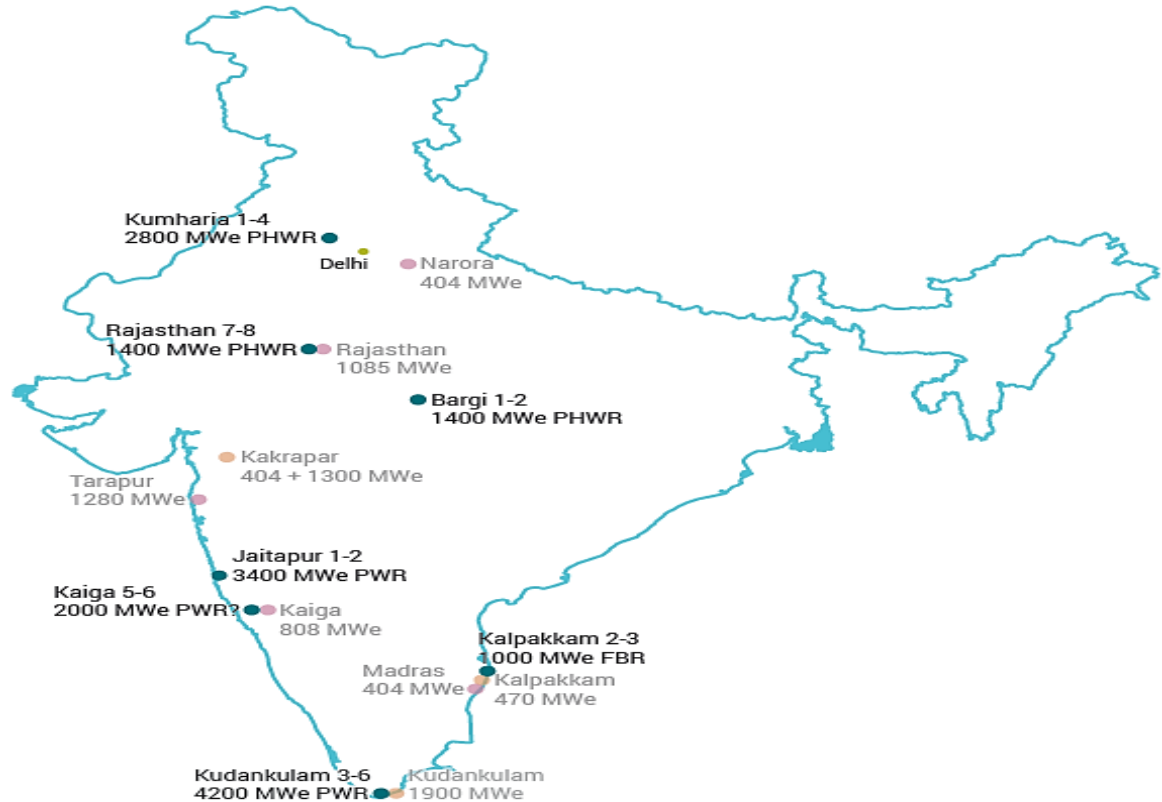 Kumharia 1-4
2800 MWe PHWR
Delhi
Narora
404 MWe
Rajasthan 7-8
1400 MWe PHWR
Rajasthan
1085 MWe
Bargi 1-2
1400 MWe PHWR
Kakrapar
404 + 1300 MWe
Tarapur
1280 MWe
Jaitapur 1-2
3400 MWe PWR
Kaiga 5-6
2000 MWe PWR?
Kaiga
808 MWe
Kalpakkam 2-3
1000 MWe FBR
Madras
404 MWe
Kalpakkam
470 MWe
Kudankulam 3-6
4200 MWe PWR
Kudankulam
1900 MWe